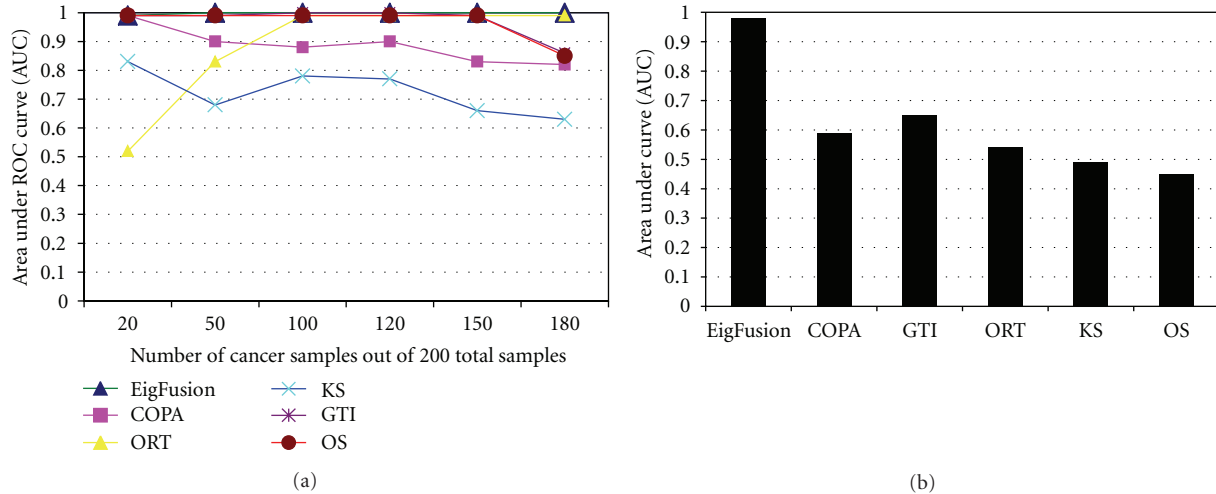 1
0.9
0.8
0.7
0.6
0.5
0.4
0.3
0.2
0.1
0
Area under ROC curve (AUC)
20 50 100 120 150 180
Number of cancer samples out of 200 total samples
EigFusion
COPA
ORT
KS
GTI
OS
(a)
1
0.9
0.8
0.7
0.6
0.5
0.4
0.3
0.2
0.1
0
Area under curve (AUC)
EigFusion COPA GTI ORT KS OS
(b)